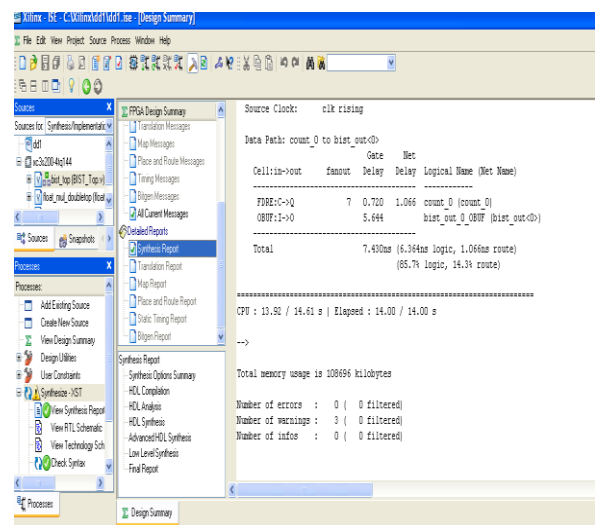 Xilinx - ISE - C:\Xilinx\dd1\dd1.ise - [Design Summary]
File Edit View Project Source Process Window Help
Sources
Sources for: Synthesis/Implementatic
dd1
xc3s200-4tq144
bist_top (BIST_Top.v)
float_mul_doubletop (float
Sources Snapshots
Processes
Processes:
Add Existing Source
Create New Source
View Design Summary
Design Utilities
User Constraints
Synthesize - XST
View Synthesis Report
View RTL Schematic
View Technology Sch
Check Syntax
Processes
FPGA Design Summary
Translation Messages
Map Messages
Place and Route Messages
Timing Messages
Bitgen Messages
All Current Messages
Detailed Reports
Synthesis Report
Translation Report
Map Report
Place and Route Report
Static Timing Report
Bitgen Report
Synthesis Report
Synthesis Options Summary
HDL Compilation
HDL Analysis
HDL Synthesis
Advanced HDL Synthesis
Low Level Synthesis
Final Report
Source Clock: clk rising
Data Path: count_0 to bist_out<0>
Gate Net
Cell:in->out fanout Delay Delay Logical Name (Net Name)
---------------------------------------- ------------
FDRE:C->Q 7 0.720 1.066 count_0 (count_0)
OBUF:I->O 5.644 bist_out_0_OBUF (bist_out<0>)
----------------------------------------
Total 7.430ns (6.364ns logic, 1.066ns route)
(85.7% logic, 14.3% route)
=========================================================================
CPU : 13.92 / 14.61 s | Elapsed : 14.00 / 14.00 s
-->
Total memory usage is 108696 kilobytes
Number of errors : 0 ( 0 filtered)
Number of warnings : 3 ( 0 filtered)
Number of infos : 0 ( 0 filtered)
Design Summary